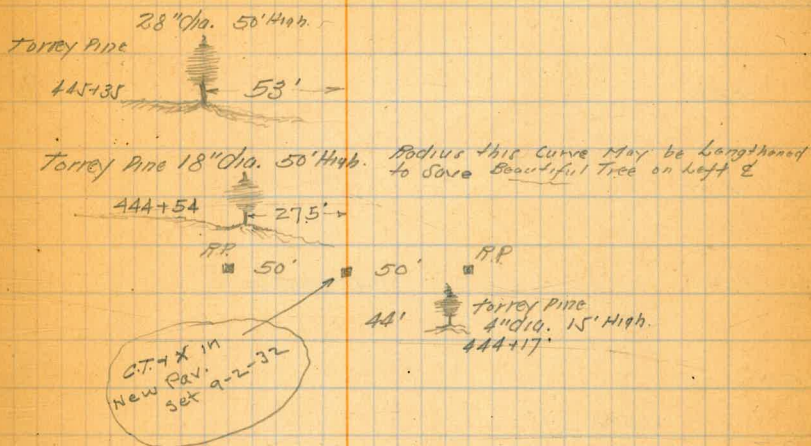 28" dia. 50' High.
Torrey Pine
445+35
53'
Torrey Pine 18" Dia. 50' High.
Radius this Curve May be Langthaned
to Save Beautiful Tree on Left ¢
444+54
27.5'
R.P.
50'
50'
R.P.
44'
Torrey Pine
4" dia. 15' High.
444+17
C.T. + X in
New Pav.
set 9-2-32